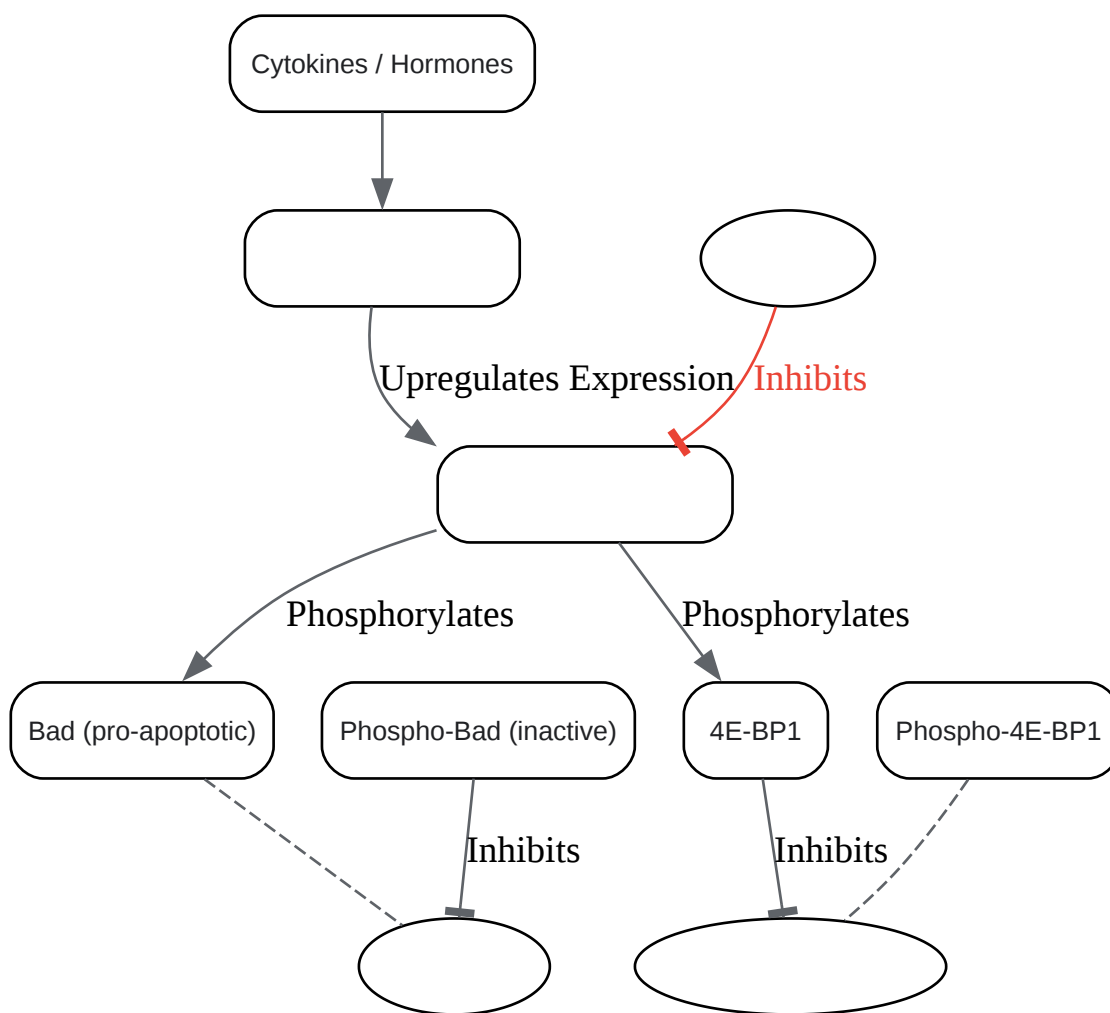 Cytokines / Hormones
Upregulates Expression
Inhibits
Phosphorylates
Phosphorylates
Bad (pro-apoptotic)
Phospho-Bad (inactive)
4E-BP1
Phospho-4E-BP1
Inhibits
Inhibits